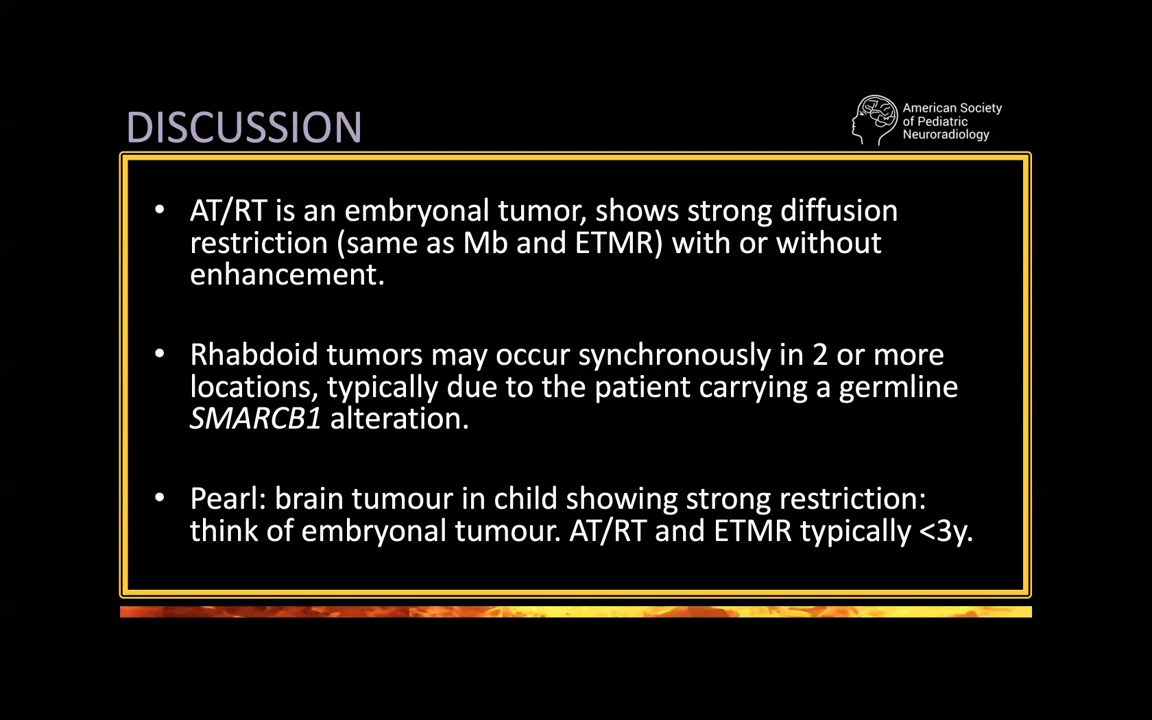 DISCUSSION
American Society
of Pediatric
Neuroradiology
• AT/RT is an embryonal tumor, shows strong diffusion
restriction (same as Mb and ETMR) with or without
enhancement.
• Rhabdoid tumors may occur synchronously in 2 or more
locations, typically due to the patient carrying a germline
SMARCB1 alteration.
• Pearl: brain tumour in child showing strong restriction:
think of embryonal tumour. AT/RT and ETMR typically <3y.